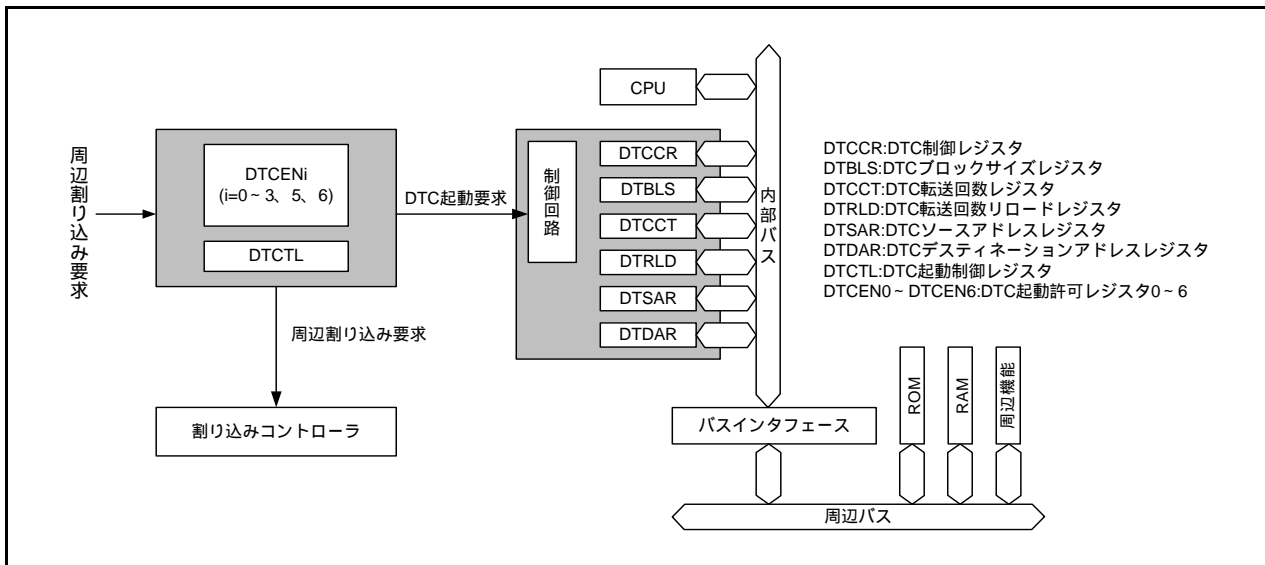 周辺割り込み要求
DTCENi
(i=0～3、5、6)
DTCTL
DTC起動要求
周辺割り込み要求
割り込みコントローラ
CPU
制御回路
DTCCR
DTBLS
DTCCT
DTRLD
DTSAR
DTDAR
内部バス
DTCCR:DTC制御レジスタ
DTBLS:DTCブロックサイズレジスタ
DTCCT:DTC転送回数レジスタ
DTRLD:DTC転送回数リロードレジスタ
DTSAR:DTCソースアドレスレジスタ
DTDAR:DTCデスティネーションアドレスレジスタ
DTCTL:DTC起動制御レジスタ
DTCEN0～DTCEN6:DTC起動許可レジスタ0～6
バスインタフェース
ROM
RAM
周辺機能
周辺バス